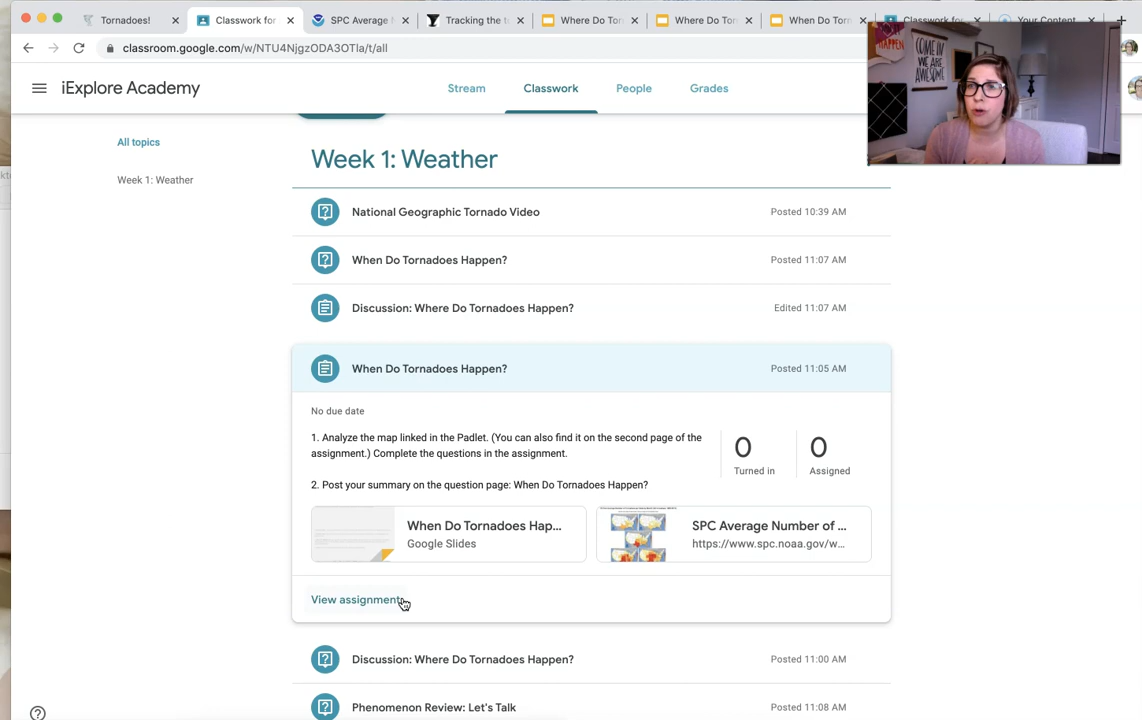 Tornadoes!
Classwork for
SPC Average
Tracking the t
Where Do Tor
Where Do Tor
When Do Torn
Classwork for
Your Content
classroom.google.com/w/NTU4NjgzODA3OTla/t/all
iExplore Academy
Stream
Classwork
People
Grades
HAPPEN
COME IN
WE ARE
AWESOME
All topics
Week 1: Weather
Week 1: Weather
National Geographic Tornado Video
Posted 10:39 AM
When Do Tornadoes Happen?
Posted 11:07 AM
Discussion: Where Do Tornadoes Happen?
Edited 11:07 AM
When Do Tornadoes Happen?
Posted 11:05 AM
No due date
1. Analyze the map linked in the Padlet. (You can also find it on the second page of the
assignment.) Complete the questions in the assignment.
2. Post your summary on the question page: When Do Tornadoes Happen?
0
Turned in
0
Assigned
When Do Tornadoes Hap...
Google Slides
SPC Average Number of ...
https://www.spc.noaa.gov/w...
View assignment
Discussion: Where Do Tornadoes Happen?
Posted 11:00 AM
Phenomenon Review: Let's Talk
Posted 11:08 AM